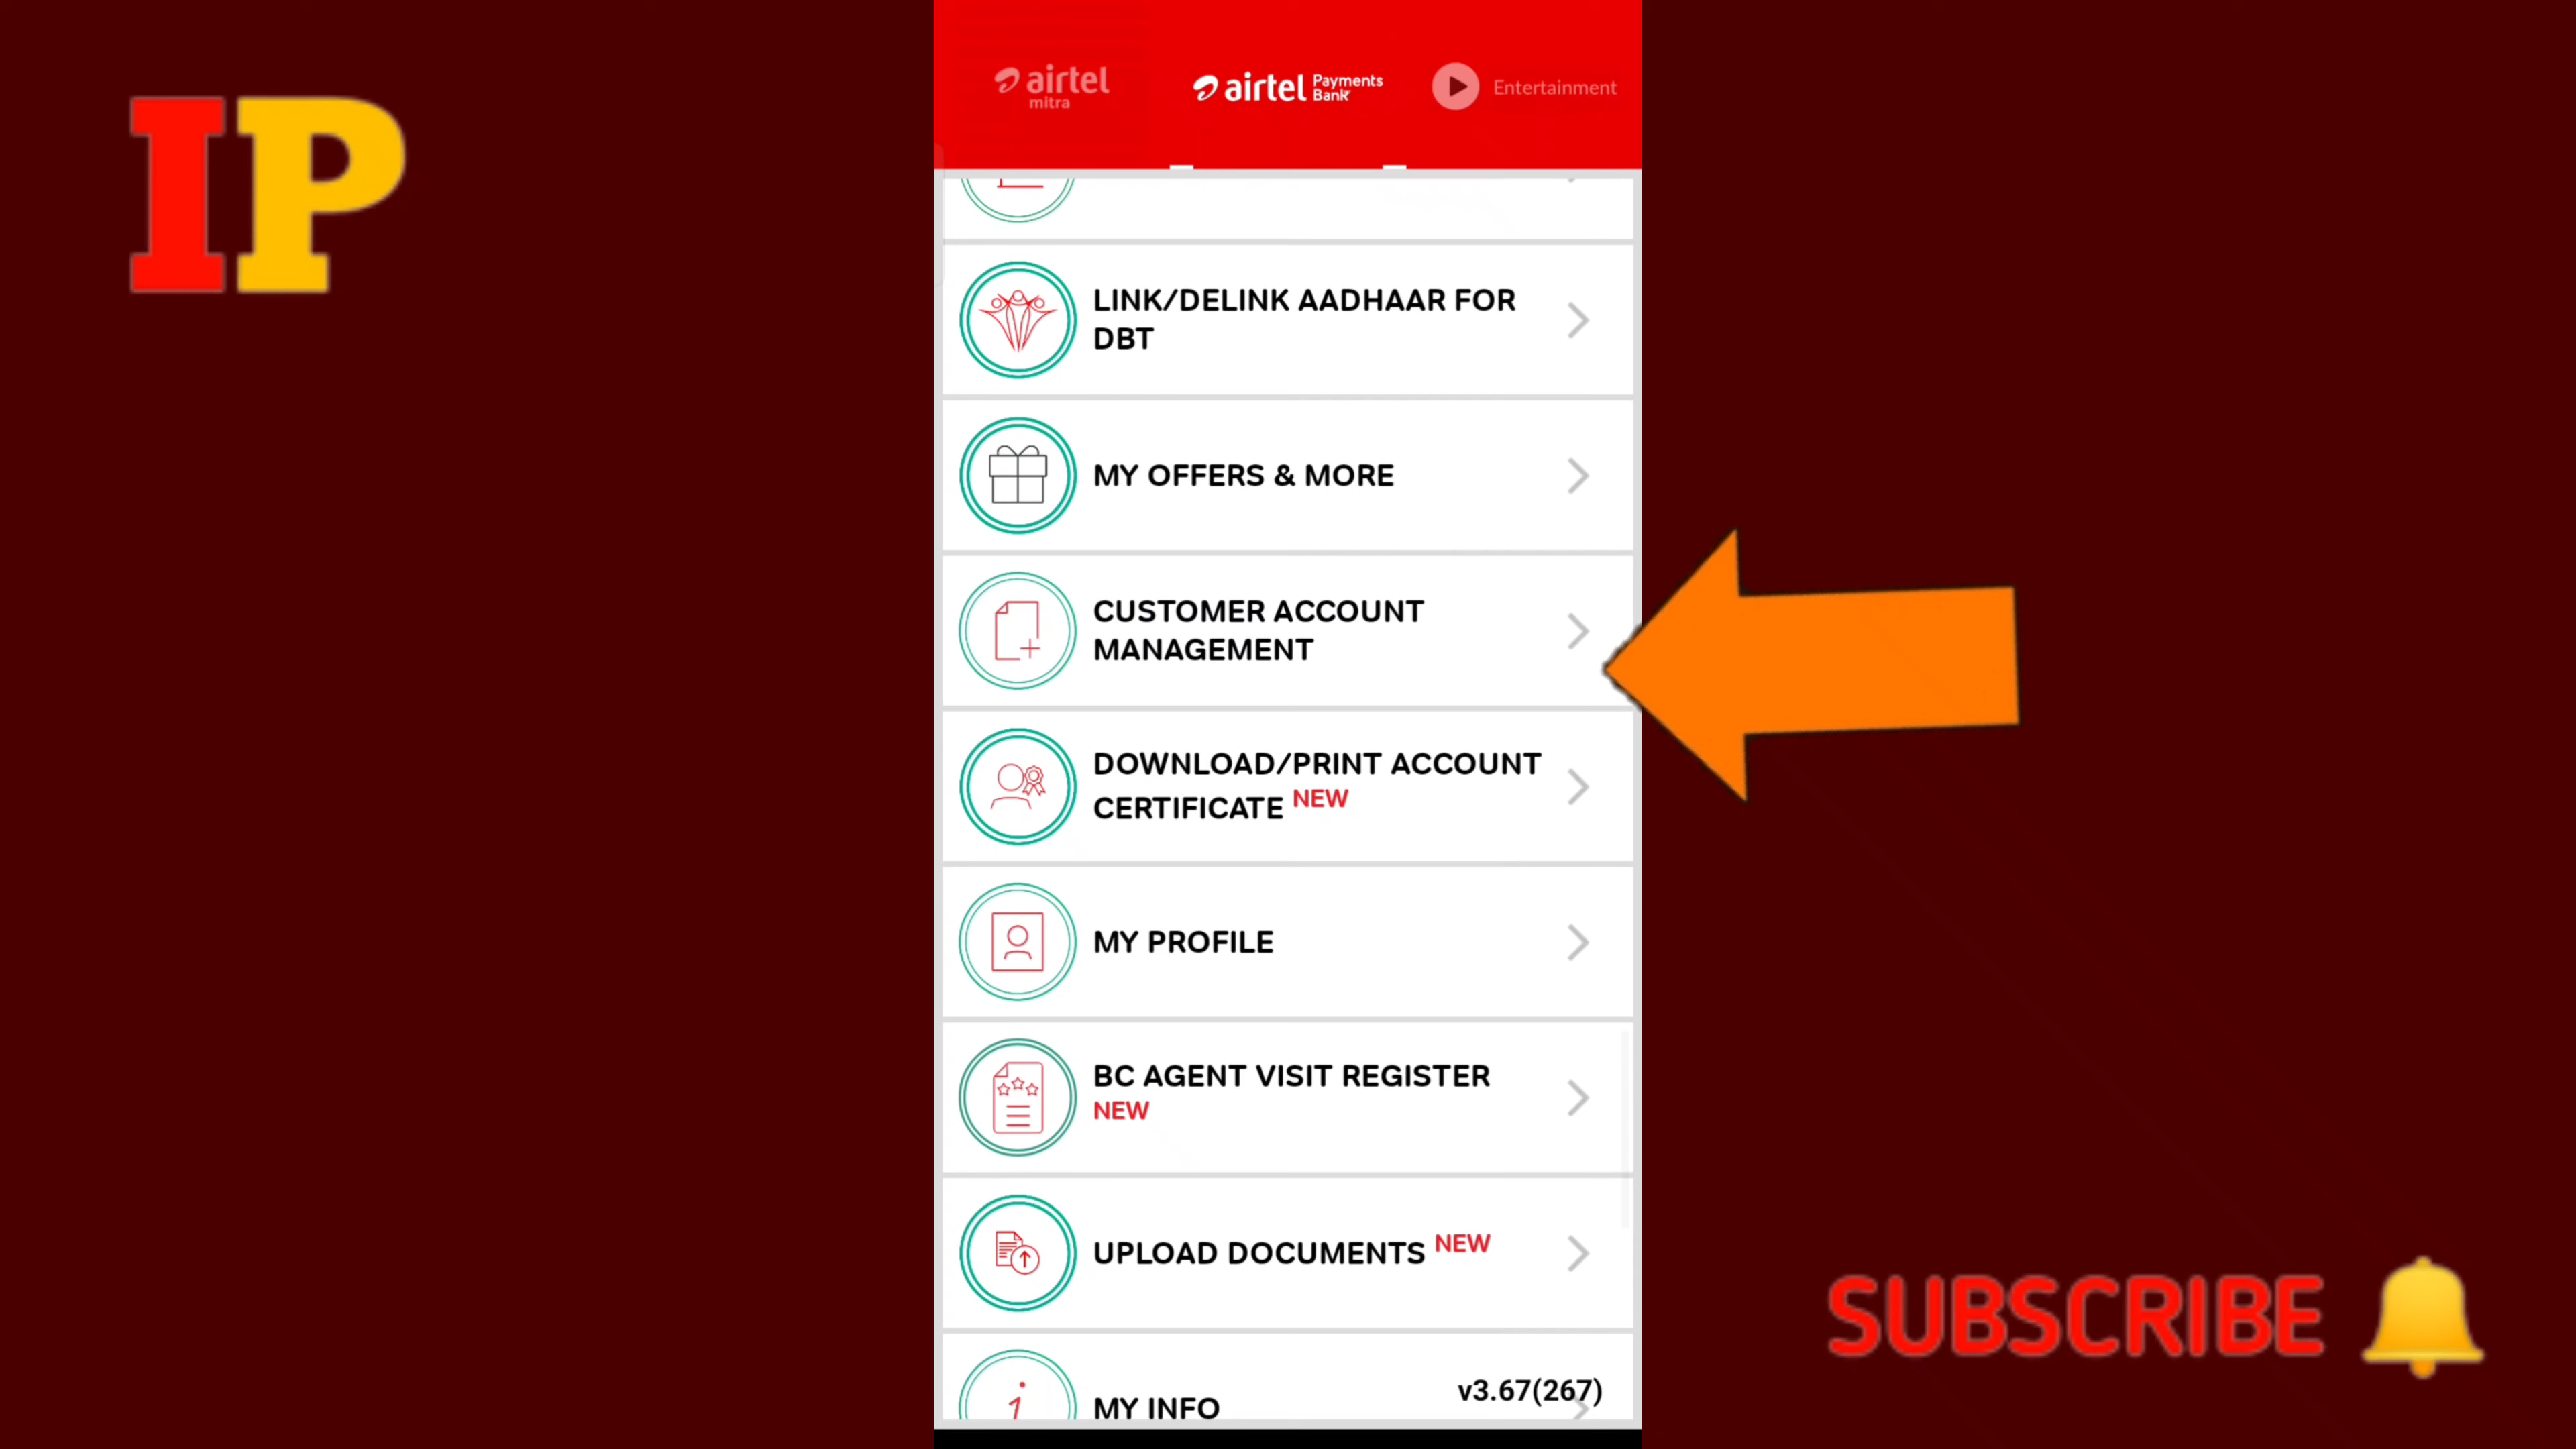 IP
airtel
mitra
airtel Payments
Bank
Entertainment
LINK/DELINK AADHAAR FOR
DBT
MY OFFERS & MORE
CUSTOMER ACCOUNT
MANAGEMENT
DOWNLOAD/PRINT ACCOUNT
CERTIFICATE NEW
MY PROFILE
BC AGENT VISIT REGISTER
NEW
UPLOAD DOCUMENTS NEW
MY INFO
v3.67(267)
SUBSCRIBE